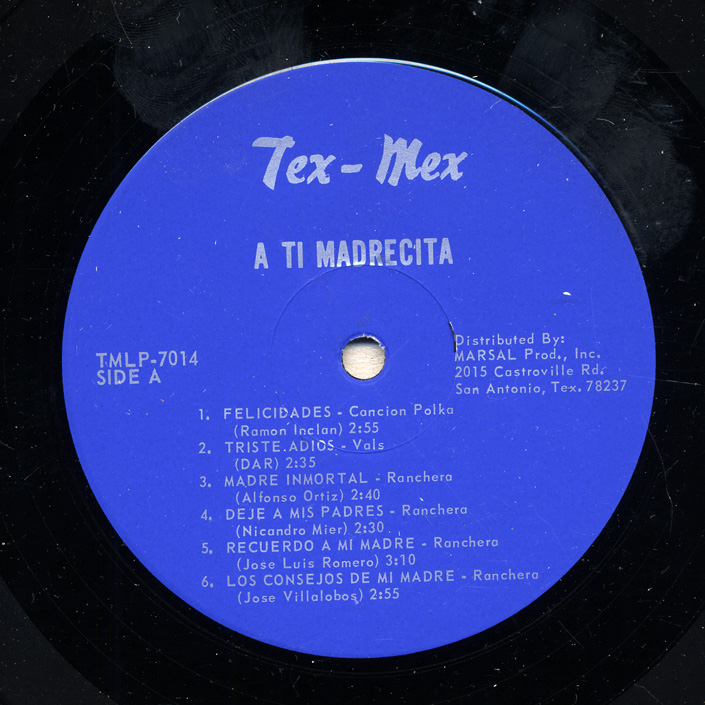 Tex-Mex
A TI MADRECITA
TMLP-7014
SIDE A
Distributed By:
MARSAL Prod., Inc.
2015 Castroville Rd.
San Antonio, Tex. 78237
1. FELICIDADES - Cancion Polka
(Ramon Inclan) 2:55
2. TRISTE ADIOS - Vals
(DAR) 2:35
3. MADRE INMORTAL - Ranchera
(Alfonso Ortiz) 2:40
4. DEJE A MIS PADRES - Ranchera
(Nicandro Mier) 2:30
5. RECUERDO A MI MADRE - Ranchera
(Jose Luis Romero) 3:10
6. LOS CONSEJOS DE MI MADRE - Ranchera
(Jose Villalobos) 2:55